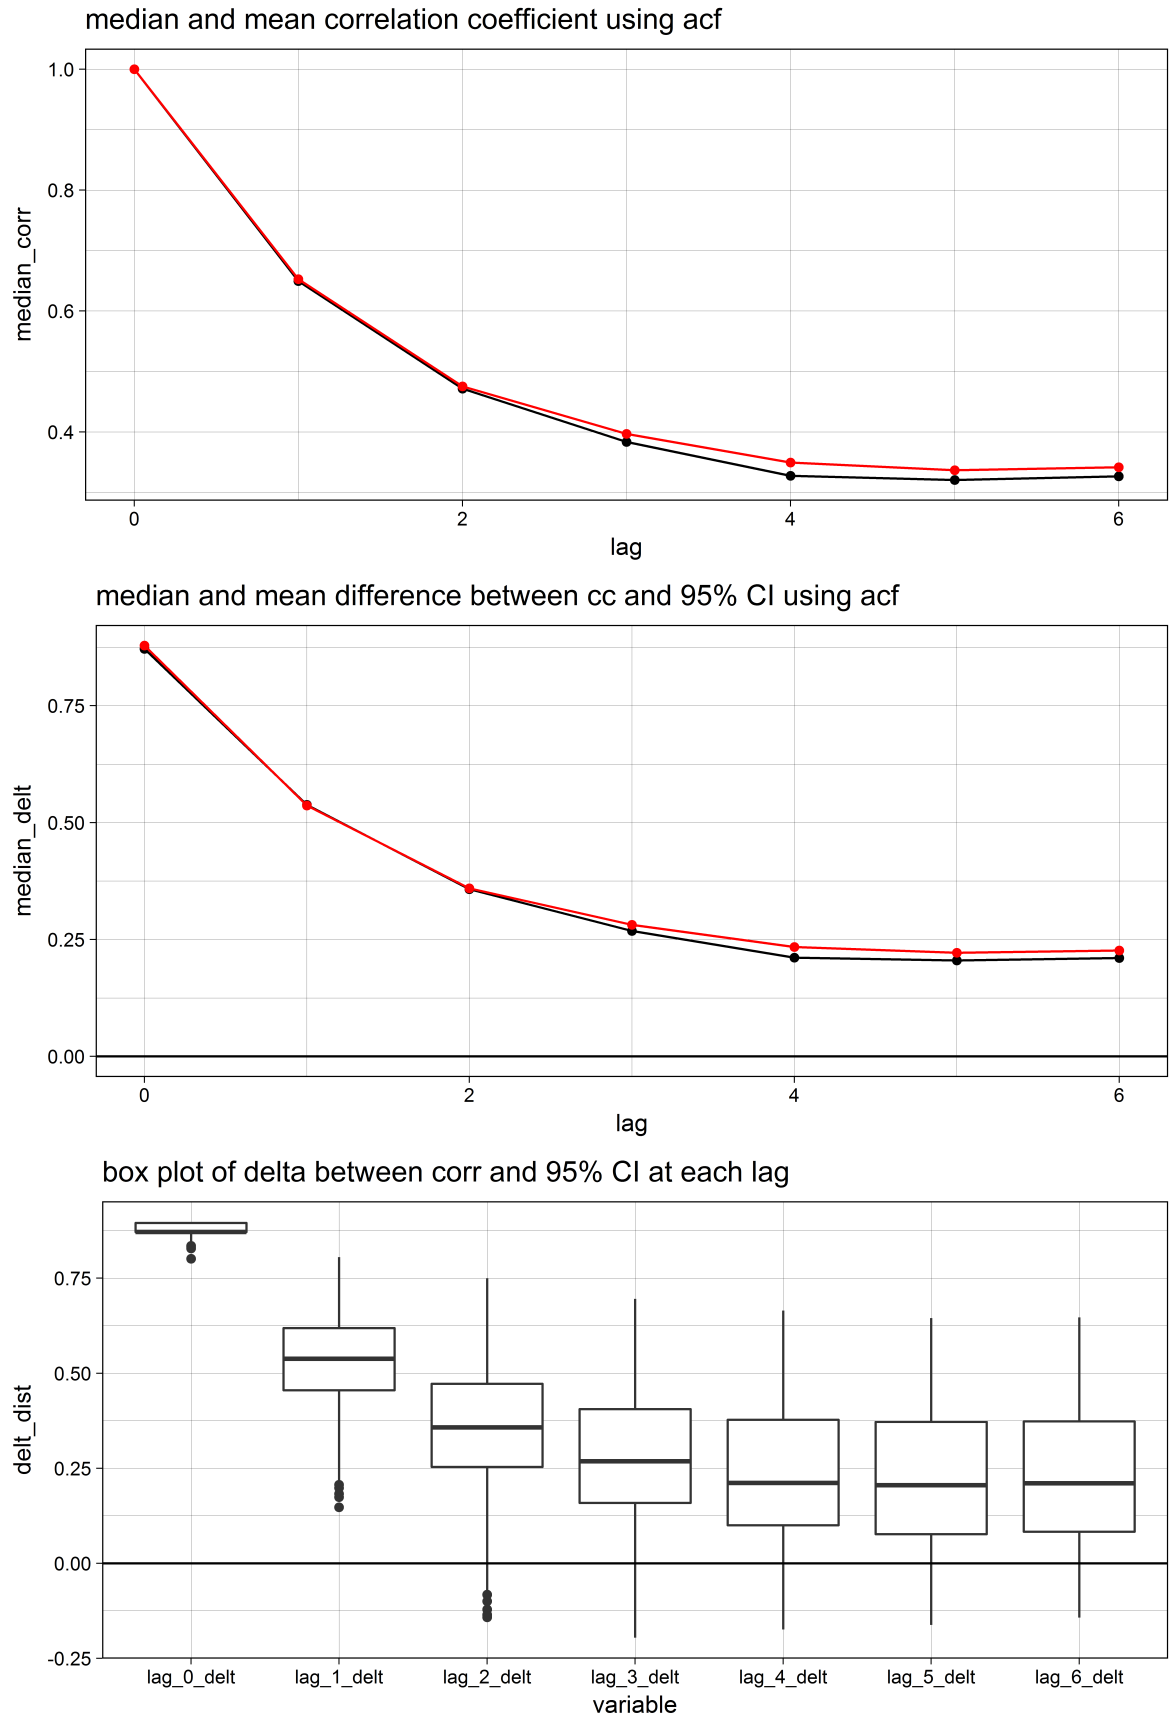 median and mean correlation coefficient using acf
1.0
0.8
0.6
0.4
median_corr
0 2 4 6
lag
median and mean difference between cc and 95% CI using acf
0.75
0.50
0.25
0.00
median_delt
0 2 4 6
lag
box plot of delta between corr and 95% CI at each lag
0.75
0.50
0.25
0.00
-0.25
delt_dist
lag_0_delt lag_1_delt lag_2_delt lag_3_delt lag_4_delt lag_5_delt lag_6_delt
variable